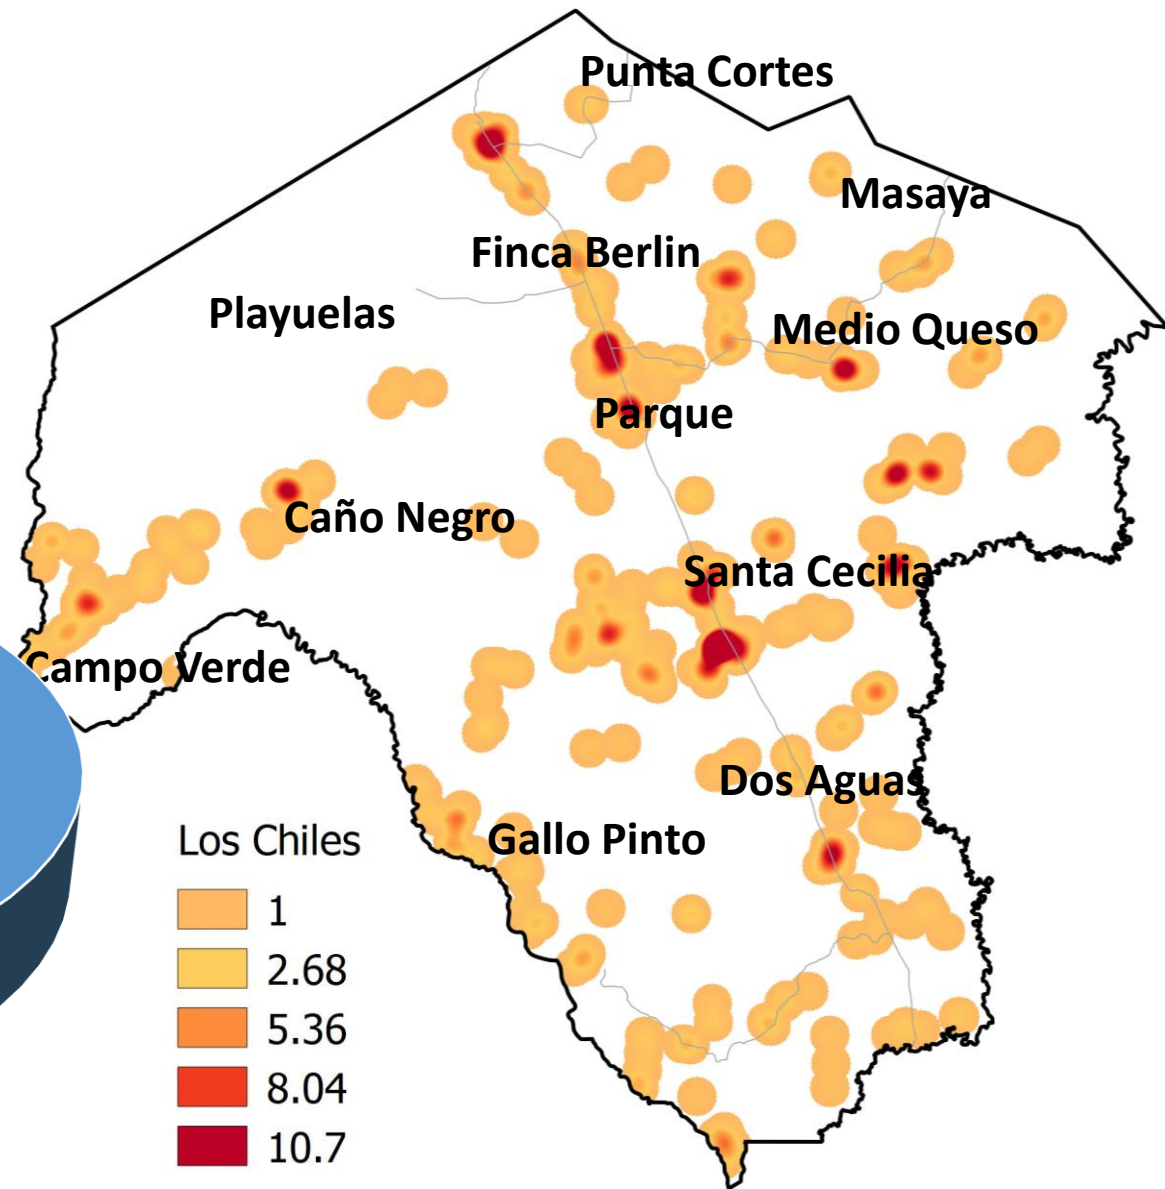 Punta Cortes
Masaya
Finca Berlin
Playuelas
Medio Queso
Parque
Caño Negro
Santa Cecilia
Campo Verde
Dos Aguas
Gallo Pinto
Los Chiles
1
2.68
5.36
8.04
10.7